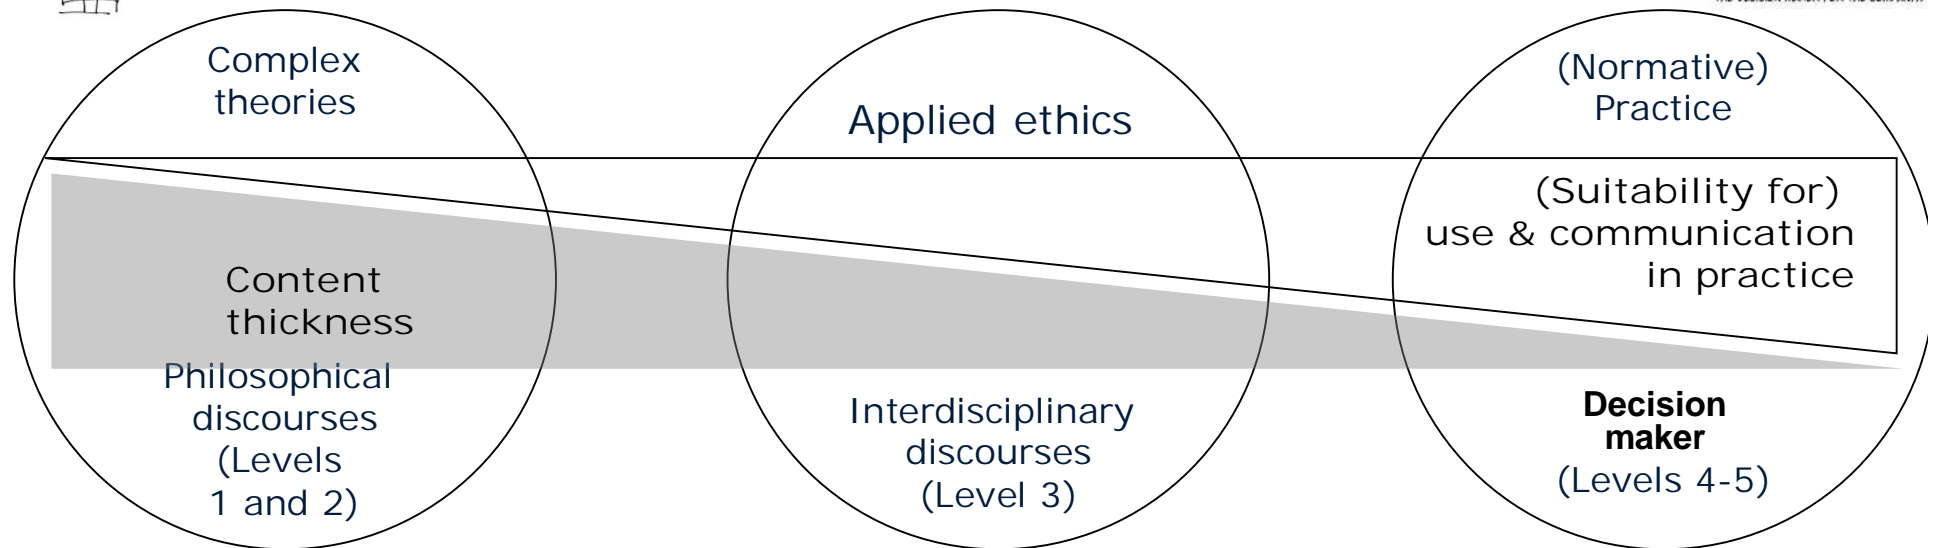 Complex
theories
Applied ethics
(Normative)
Practice
(Suitability for)
use & communication
in practice
Content
thickness
Philosophical
discourses
(Levels
1 and 2)
Interdisciplinary
discourses
(Level 3)
Decision
maker
(Levels 4-5)